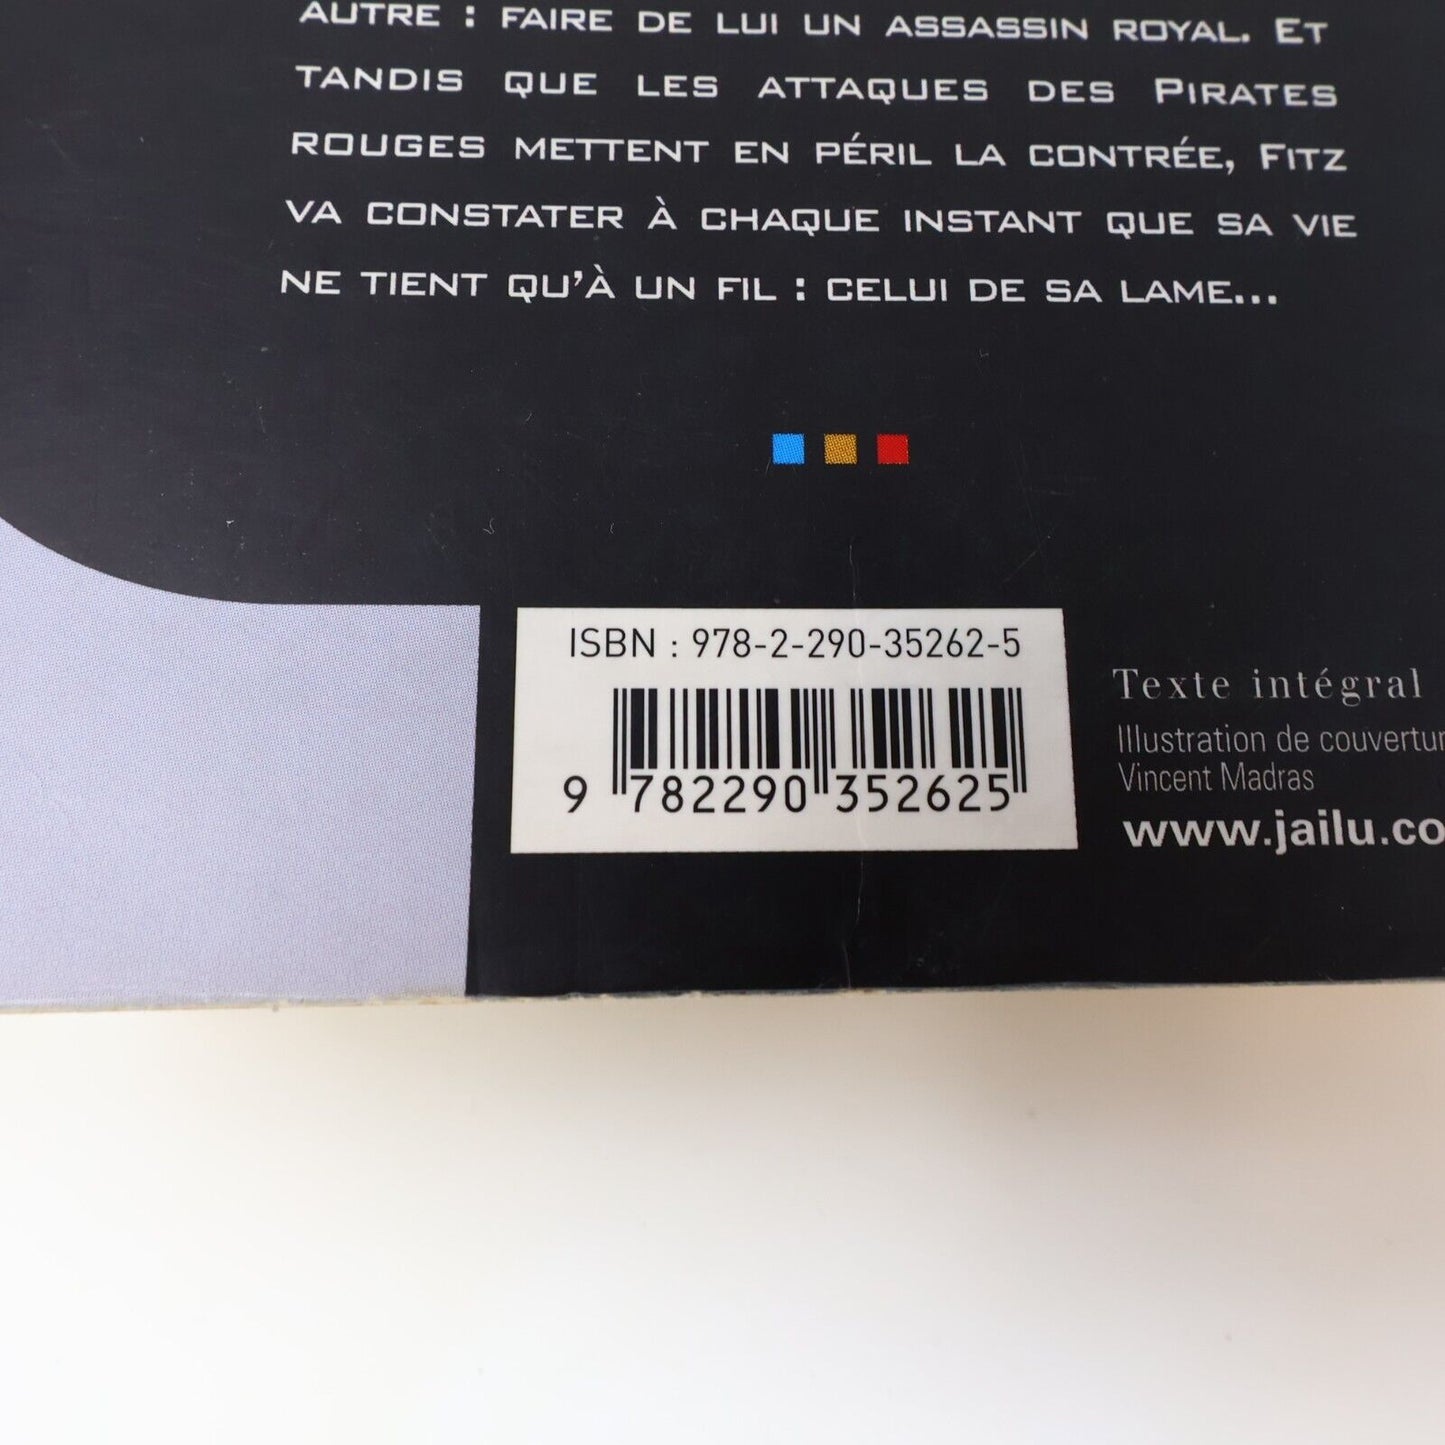 AUTRE : FAIRE DE LUI UN ASSASSIN ROYAL. ET
TANDIS QUE LES ATTAQUES DES PIRATES
ROUGES METTENT EN PÉRIL LA CONTRÉE, FITZ
VA CONSTATER À CHAQUE INSTANT QUE SA VIE
NE TIENT QU'À UN FIL : CELUI DE SA LAME...
ISBN : 978-2-290-35262-5
9 782290 352625
Texte intégral
Illustration de couvertur
Vincent Madras
www.jailu.co